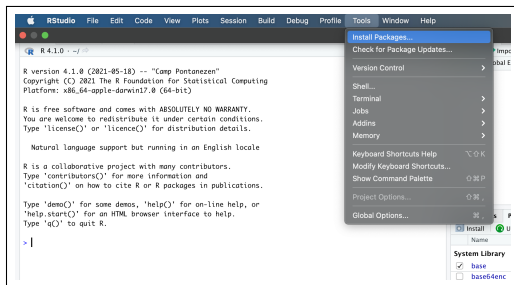 RStudio File Edit Code View Plots Session Build Debug Profile Tools Window Help
R 4.1.0 · ~/
R version 4.1.0 (2021-05-18) -- "Camp Pontanezen"
Copyright (C) 2021 The R Foundation for Statistical Computing
Platform: x86_64-apple-darwin17.0 (64-bit)
R is free software and comes with ABSOLUTELY NO WARRANTY.
You are welcome to redistribute it under certain conditions.
Type 'license()' or 'licence()' for distribution details.
Natural language support but running in an English locale
R is a collaborative project with many contributors.
Type 'contributors()' for more information and
'citation()' on how to cite R or R packages in publications.
Type 'demo()' for some demos, 'help()' for on-line help, or
'help.start()' for an HTML browser interface to help.
Type 'q()' to quit R.
>
Install Packages...
Check for Package Updates...
Version Control
Shell...
Terminal
Jobs
Addins
Memory
Keyboard Shortcuts Help ⌥⇧K
Modify Keyboard Shortcuts...
Show Command Palette ⇧⌘P
Project Options... ⇧⌘,
Global Options... ⌘,
Install
Name
System Library
base
base64enc